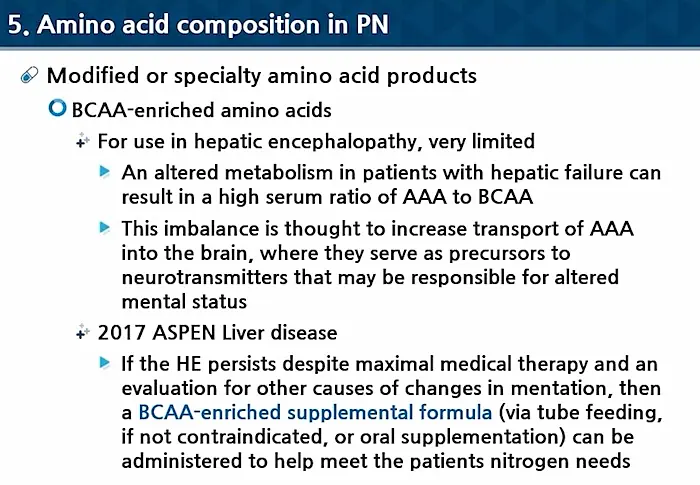 5. Amino acid composition in PN
Modified or specialty amino acid products
BCAA-enriched amino acids
For use in hepatic encephalopathy, very limited
An altered metabolism in patients with hepatic failure can
result in a high serum ratio of AAA to BCAA
This imbalance is thought to increase transport of AAA
into the brain, where they serve as precursors to
neurotransmitters that may be responsible for altered
mental status
2017 ASPEN Liver disease
If the HE persists despite maximal medical therapy and an
evaluation for other causes of changes in mentation, then
a BCAA-enriched supplemental formula (via tube feeding,
if not contraindicated, or oral supplementation) can be
administered to help meet the patients nitrogen needs